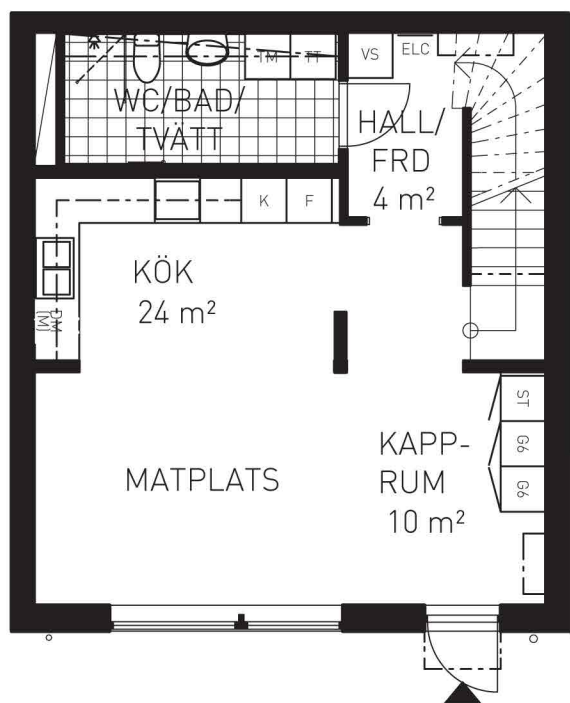 TM
TT
VS
ELC
WC/BAD/
TVÄTT
HALL/
FRD
4 m²
K
F
KÖK
24 m²
DM
(M)
ST
G6
G6
KAPP-
RUM
10 m²
MATPLATS